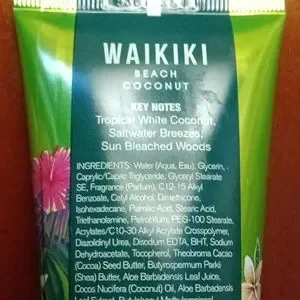 WAIKIKI
BEACH
COCONUT
KEY NOTES
Tropical White Coconut,
Saltwater Breezes,
Sun Bleached Woods
INGREDIENTS: Water (Aqua, Eau), Glycerin,
Caprylic/Capric Triglyceride, Glyceryl Stearate
SE, Fragrance (Parfum), C12-15 Alkyl
Benzoate, Cetyl Alcohol, Dimethicone,
Isohexadecane, Palmitic Acid, Stearic Acid,
Triethanolamine, Petrolatum, PEG-100 Stearate,
Acrylates/C10-30 Alkyl Acrylate Crosspolymer,
Diazolidinyl Urea, Disodium EDTA, BHT, Sodium
Dehydroacetate, Tocopherol, Theobroma Cacao
(Cocoa) Seed Butter, Butyrospermum Parkii
(Shea) Butter, Aloe Barbadensis Leaf Juice,
Cocos Nucifera (Coconut) Oil, Aloe Barbadensis
Leaf Extract,